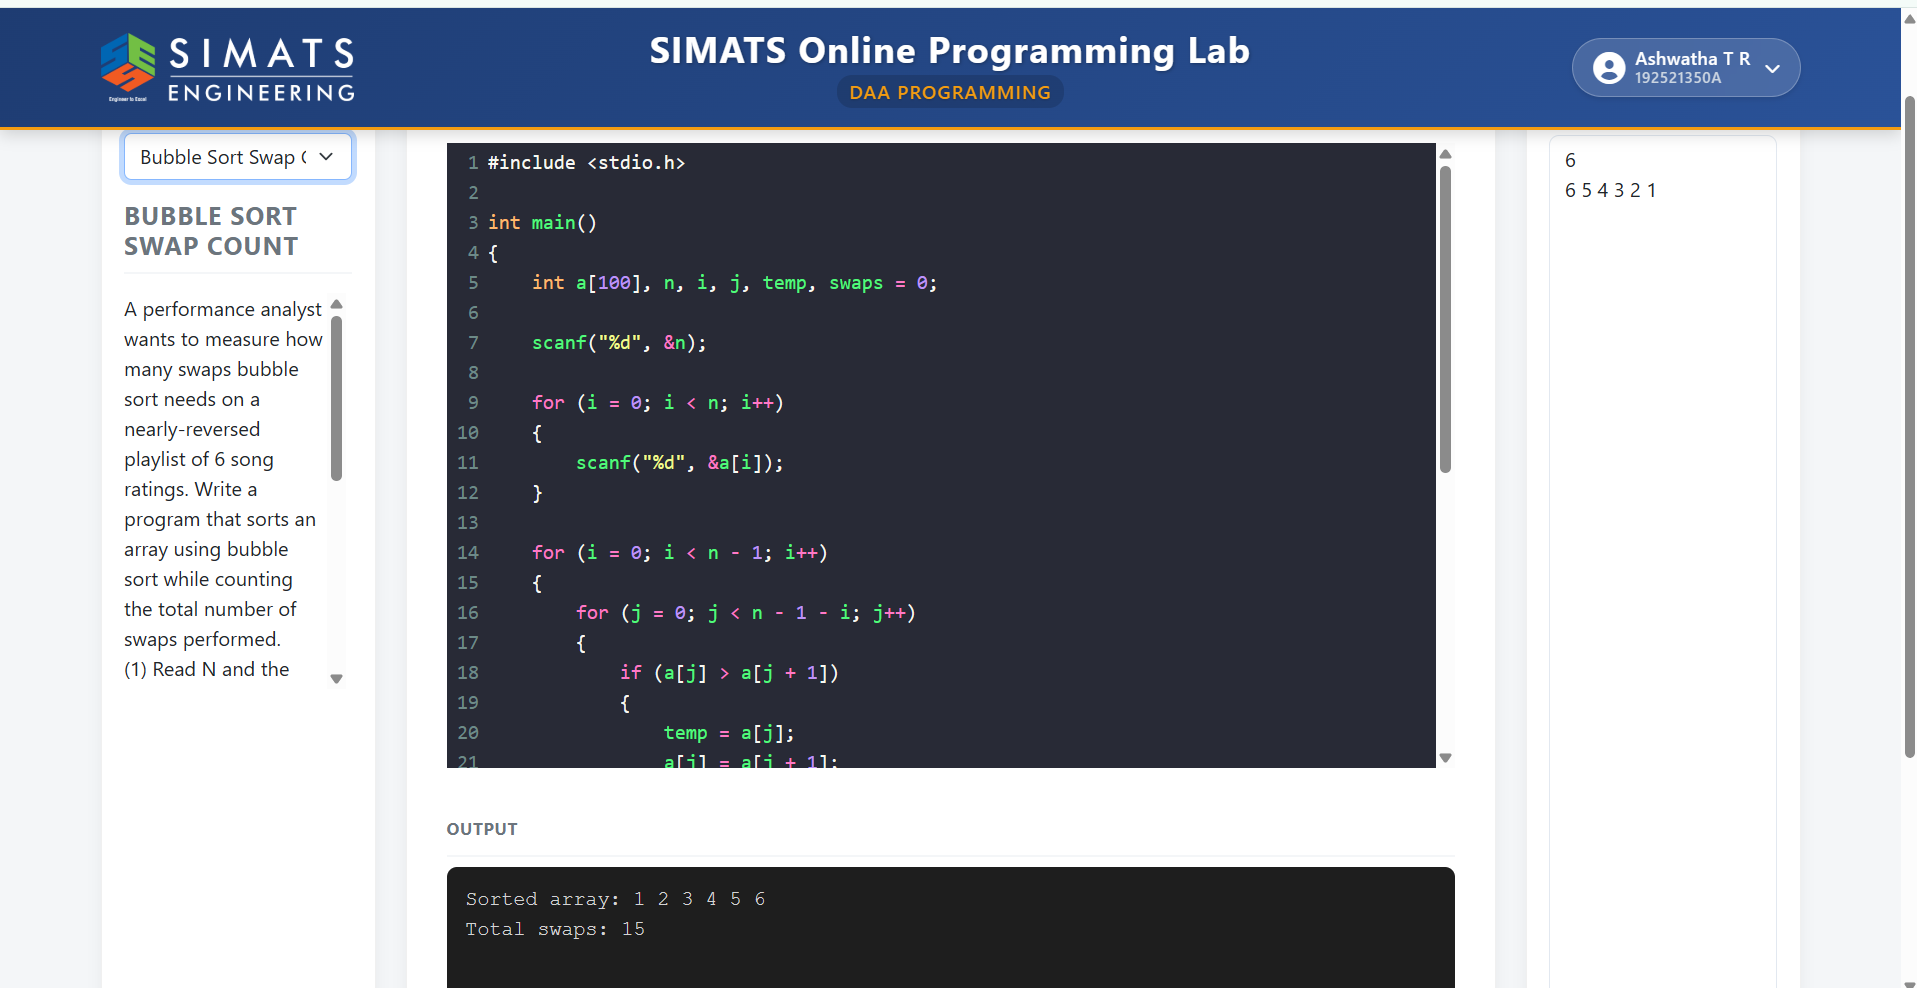 SIMATS
ENGINEERING
Engineer to Excel
SIMATS Online Programming Lab
DAA PROGRAMMING
Ashwatha T R
192521350A
Bubble Sort Swap
BUBBLE SORT
SWAP COUNT
A performance analyst
wants to measure how
many swaps bubble
sort needs on a
nearly-reversed
playlist of 6 song
ratings. Write a
program that sorts an
array using bubble
sort while counting
the total number of
swaps performed.
(1) Read N and the
1 #include <stdio.h>
2
3 int main()
4 {
5     int a[100], n, i, j, temp, swaps = 0;
6
7     scanf("%d", &n);
8
9     for (i = 0; i < n; i++)
10     {
11         scanf("%d", &a[i]);
12     }
13
14     for (i = 0; i < n - 1; i++)
15     {
16         for (j = 0; j < n - 1 - i; j++)
17         {
18             if (a[j] > a[j + 1])
19             {
20                 temp = a[j];
21                 a[j] = a[j + 1];
OUTPUT
Sorted array: 1 2 3 4 5 6
Total swaps: 15
6
6 5 4 3 2 1